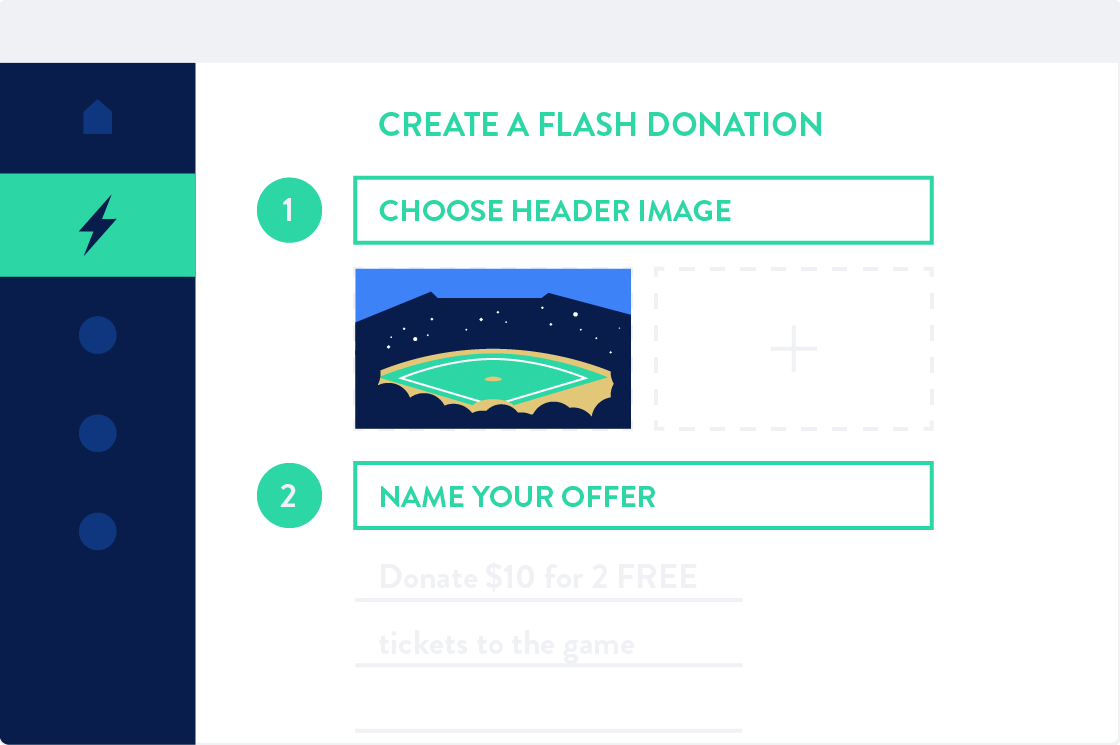 CREATE A FLASH DONATION
1
CHOOSE HEADER IMAGE
2
NAME YOUR OFFER
Donate $10 for 2 FREE
tickets to the game